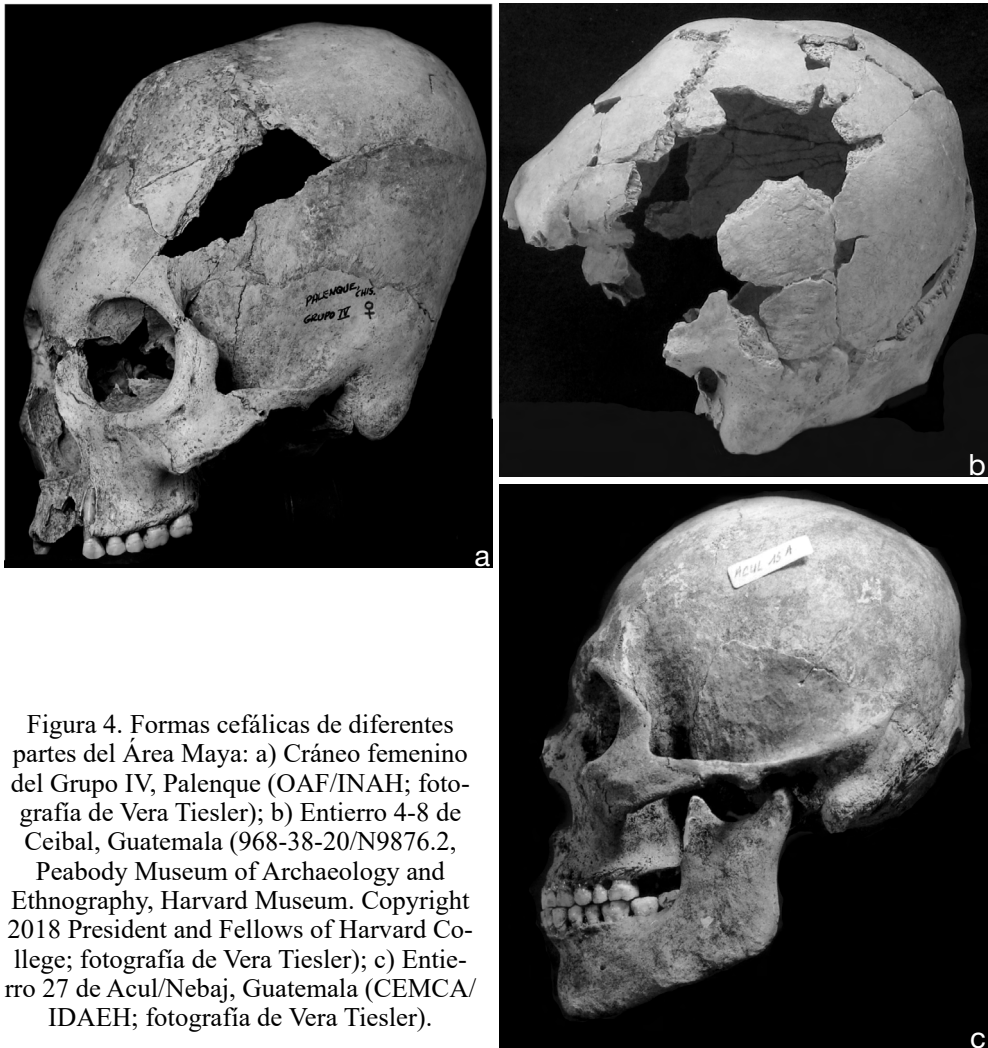 PALENQUE, CHIS.
GRUPO IV ♀
a
b
ACUL 15 A
c
Figura 4. Formas cefálicas de diferentes
partes del Área Maya: a) Cráneo femenino
del Grupo IV, Palenque (OAF/INAH; foto-
grafía de Vera Tiesler); b) Entierro 4-8 de
Ceibal, Guatemala (968-38-20/N9876.2,
Peabody Museum of Archaeology and
Ethnography, Harvard Museum. Copyright
2018 President and Fellows of Harvard Co-
llege; fotografía de Vera Tiesler); c) Entie-
rro 27 de Acul/Nebaj, Guatemala (CEMCA/
IDAEH; fotografía de Vera Tiesler).